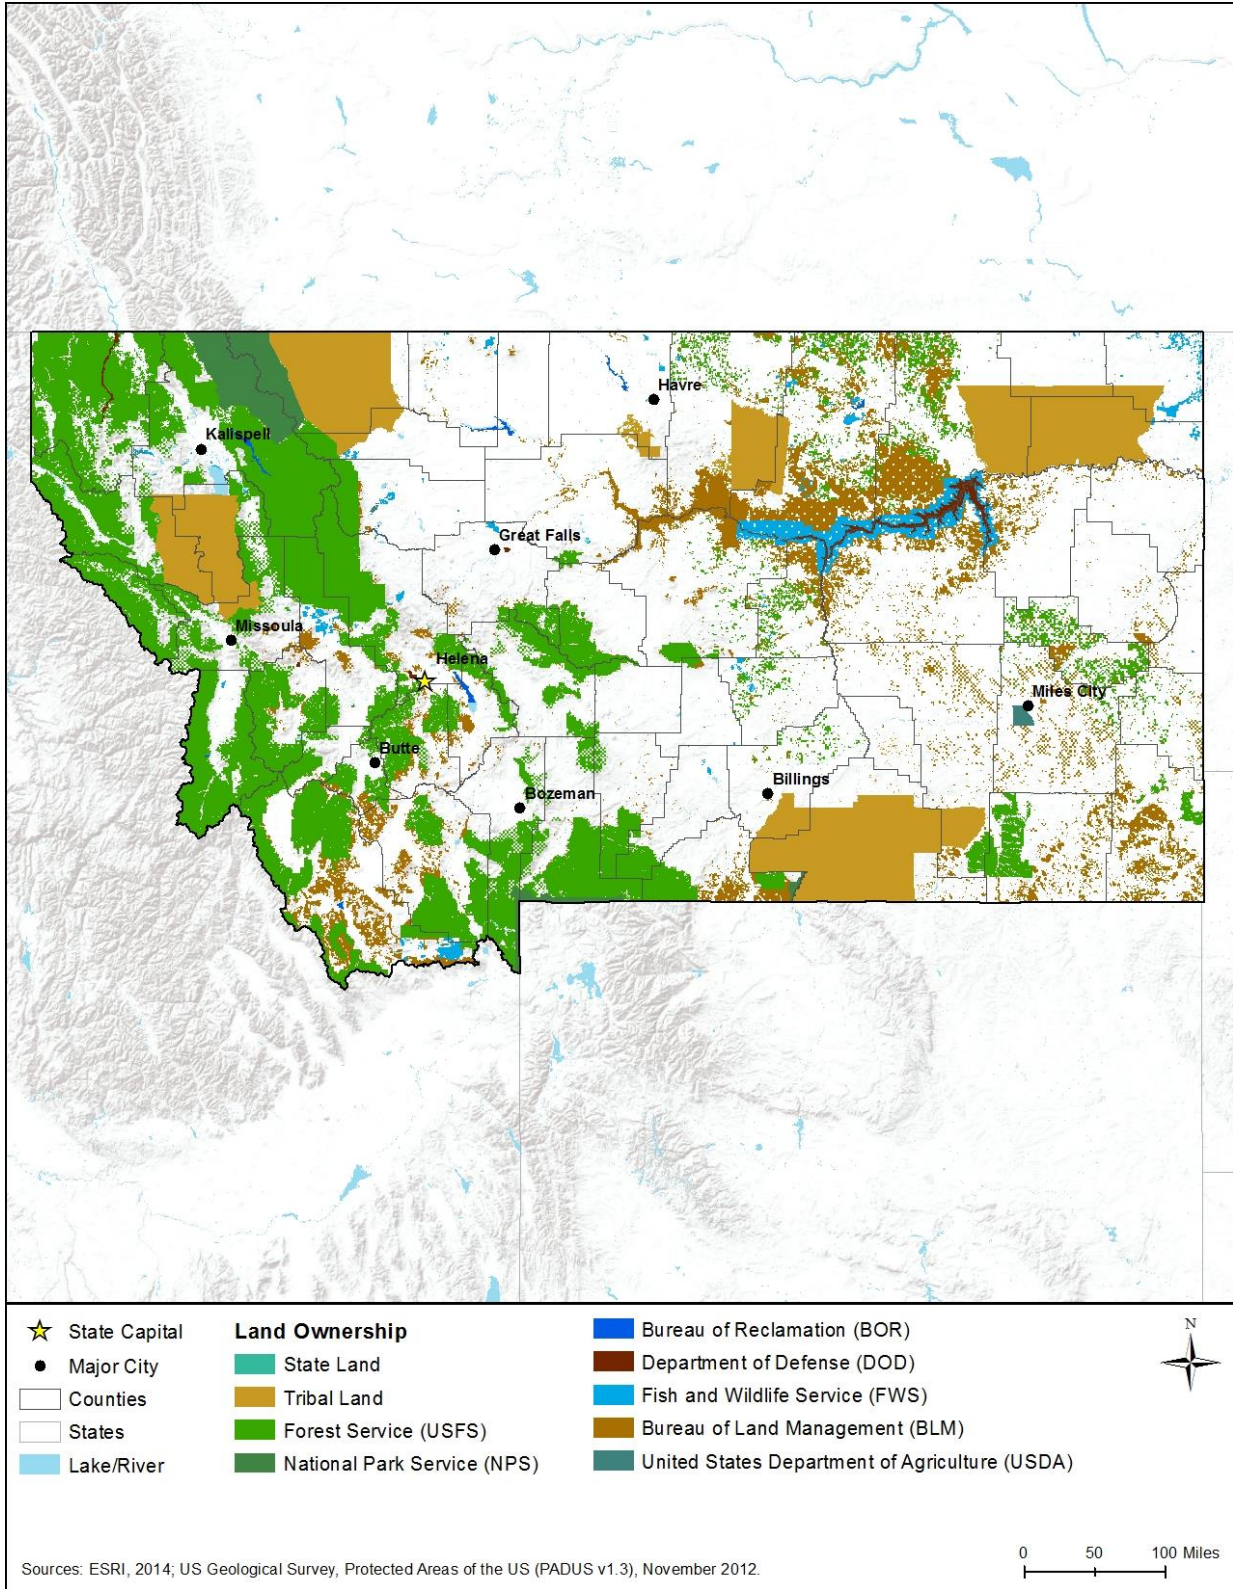 Havre
Kalispell
Great Falls
Missoula
Helena
Miles City
Butte
Billings
Bozeman
State Capital
Major City
Counties
States
Lake/River
Land Ownership
State Land
Tribal Land
Forest Service (USFS)
National Park Service (NPS)
Bureau of Reclamation (BOR)
Department of Defense (DOD)
Fish and Wildlife Service (FWS)
Bureau of Land Management (BLM)
United States Department of Agriculture (USDA)
N
0 50 100 Miles
Sources: ESRI, 2014; US Geological Survey, Protected Areas of the US (PADUS v1.3), November 2012.